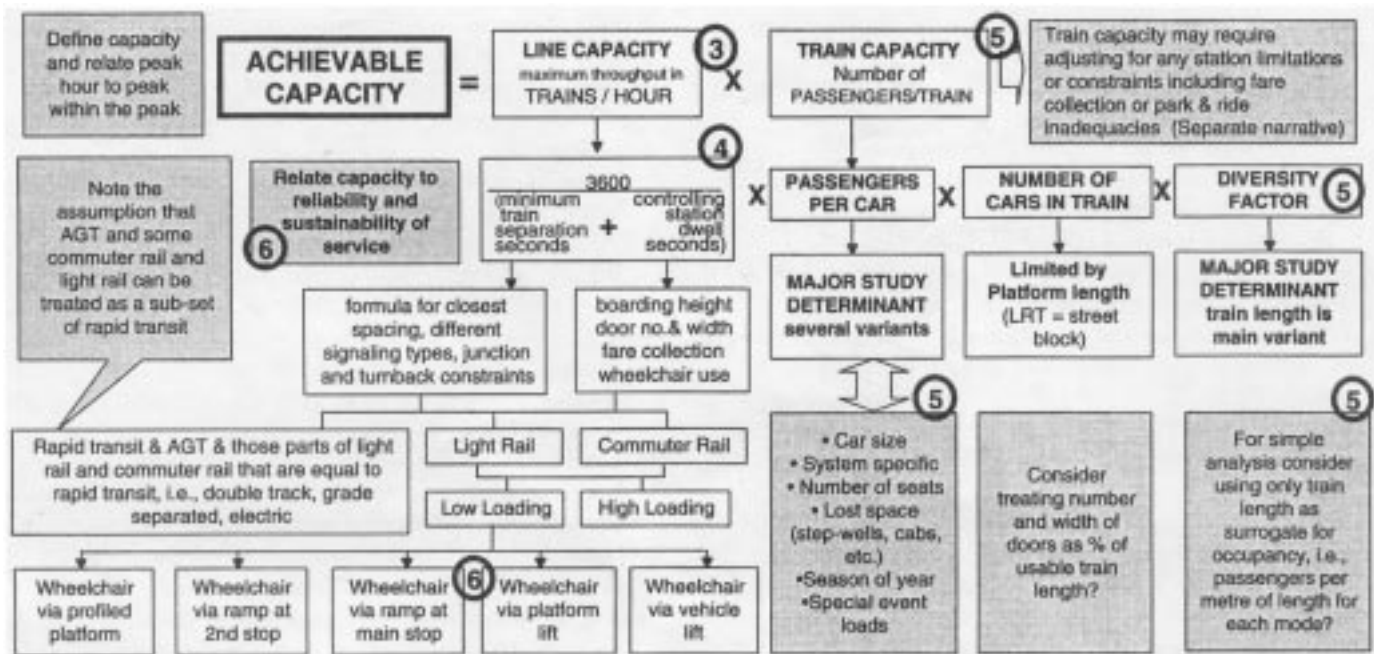 Define capacity
and relate peak
hour to peak
within the peak
ACHIEVABLE
CAPACITY
=
LINE CAPACITY
maximum throughput in
TRAINS / HOUR
3
X
TRAIN CAPACITY
Number of
PASSENGERS/TRAIN
5
Train capacity may require
adjusting for any station limitations
or constraints including fare
collection or park & ride
inadequacies (Separate narrative)
Note the
assumption that
AGT and some
commuter rail and
light rail can be
treated as a sub-set
of rapid transit
Relate capacity to
reliability and
sustainability of
service
6
4
3600
(minimum
train
separation
seconds
+
controlling
station
dwell
seconds)
X
PASSENGERS
PER CAR
X
NUMBER OF
CARS IN TRAIN
X
DIVERSITY
FACTOR
5
formula for closest
spacing, different
signaling types, junction
and turnback constraints
boarding height
door no.& width
fare collection
wheelchair use
MAJOR STUDY
DETERMINANT
several variants
Limited by
Platform length
(LRT = street
block)
MAJOR STUDY
DETERMINANT
train length is
main variant
Rapid transit & AGT & those parts of light
rail and commuter rail that are equal to
rapid transit, i.e., double track, grade
separated, electric
Light Rail
Commuter Rail
Low Loading
High Loading
5
• Car size
• System specific
• Number of seats
• Lost space
(step-wells, cabs,
etc.)
•Season of year
•Special event
loads
Consider
treating number
and width of
doors as % of
usable train
length?
5
For simple
analysis consider
using only train
length as
surrogate for
occupancy, i.e.,
passengers per
metre of length for
each mode?
Wheelchair
via profiled
platform
Wheelchair
via ramp at
2nd stop
Wheelchair
via ramp at
main stop
6
Wheelchair
via platform
lift
Wheelchair
via vehicle
lift